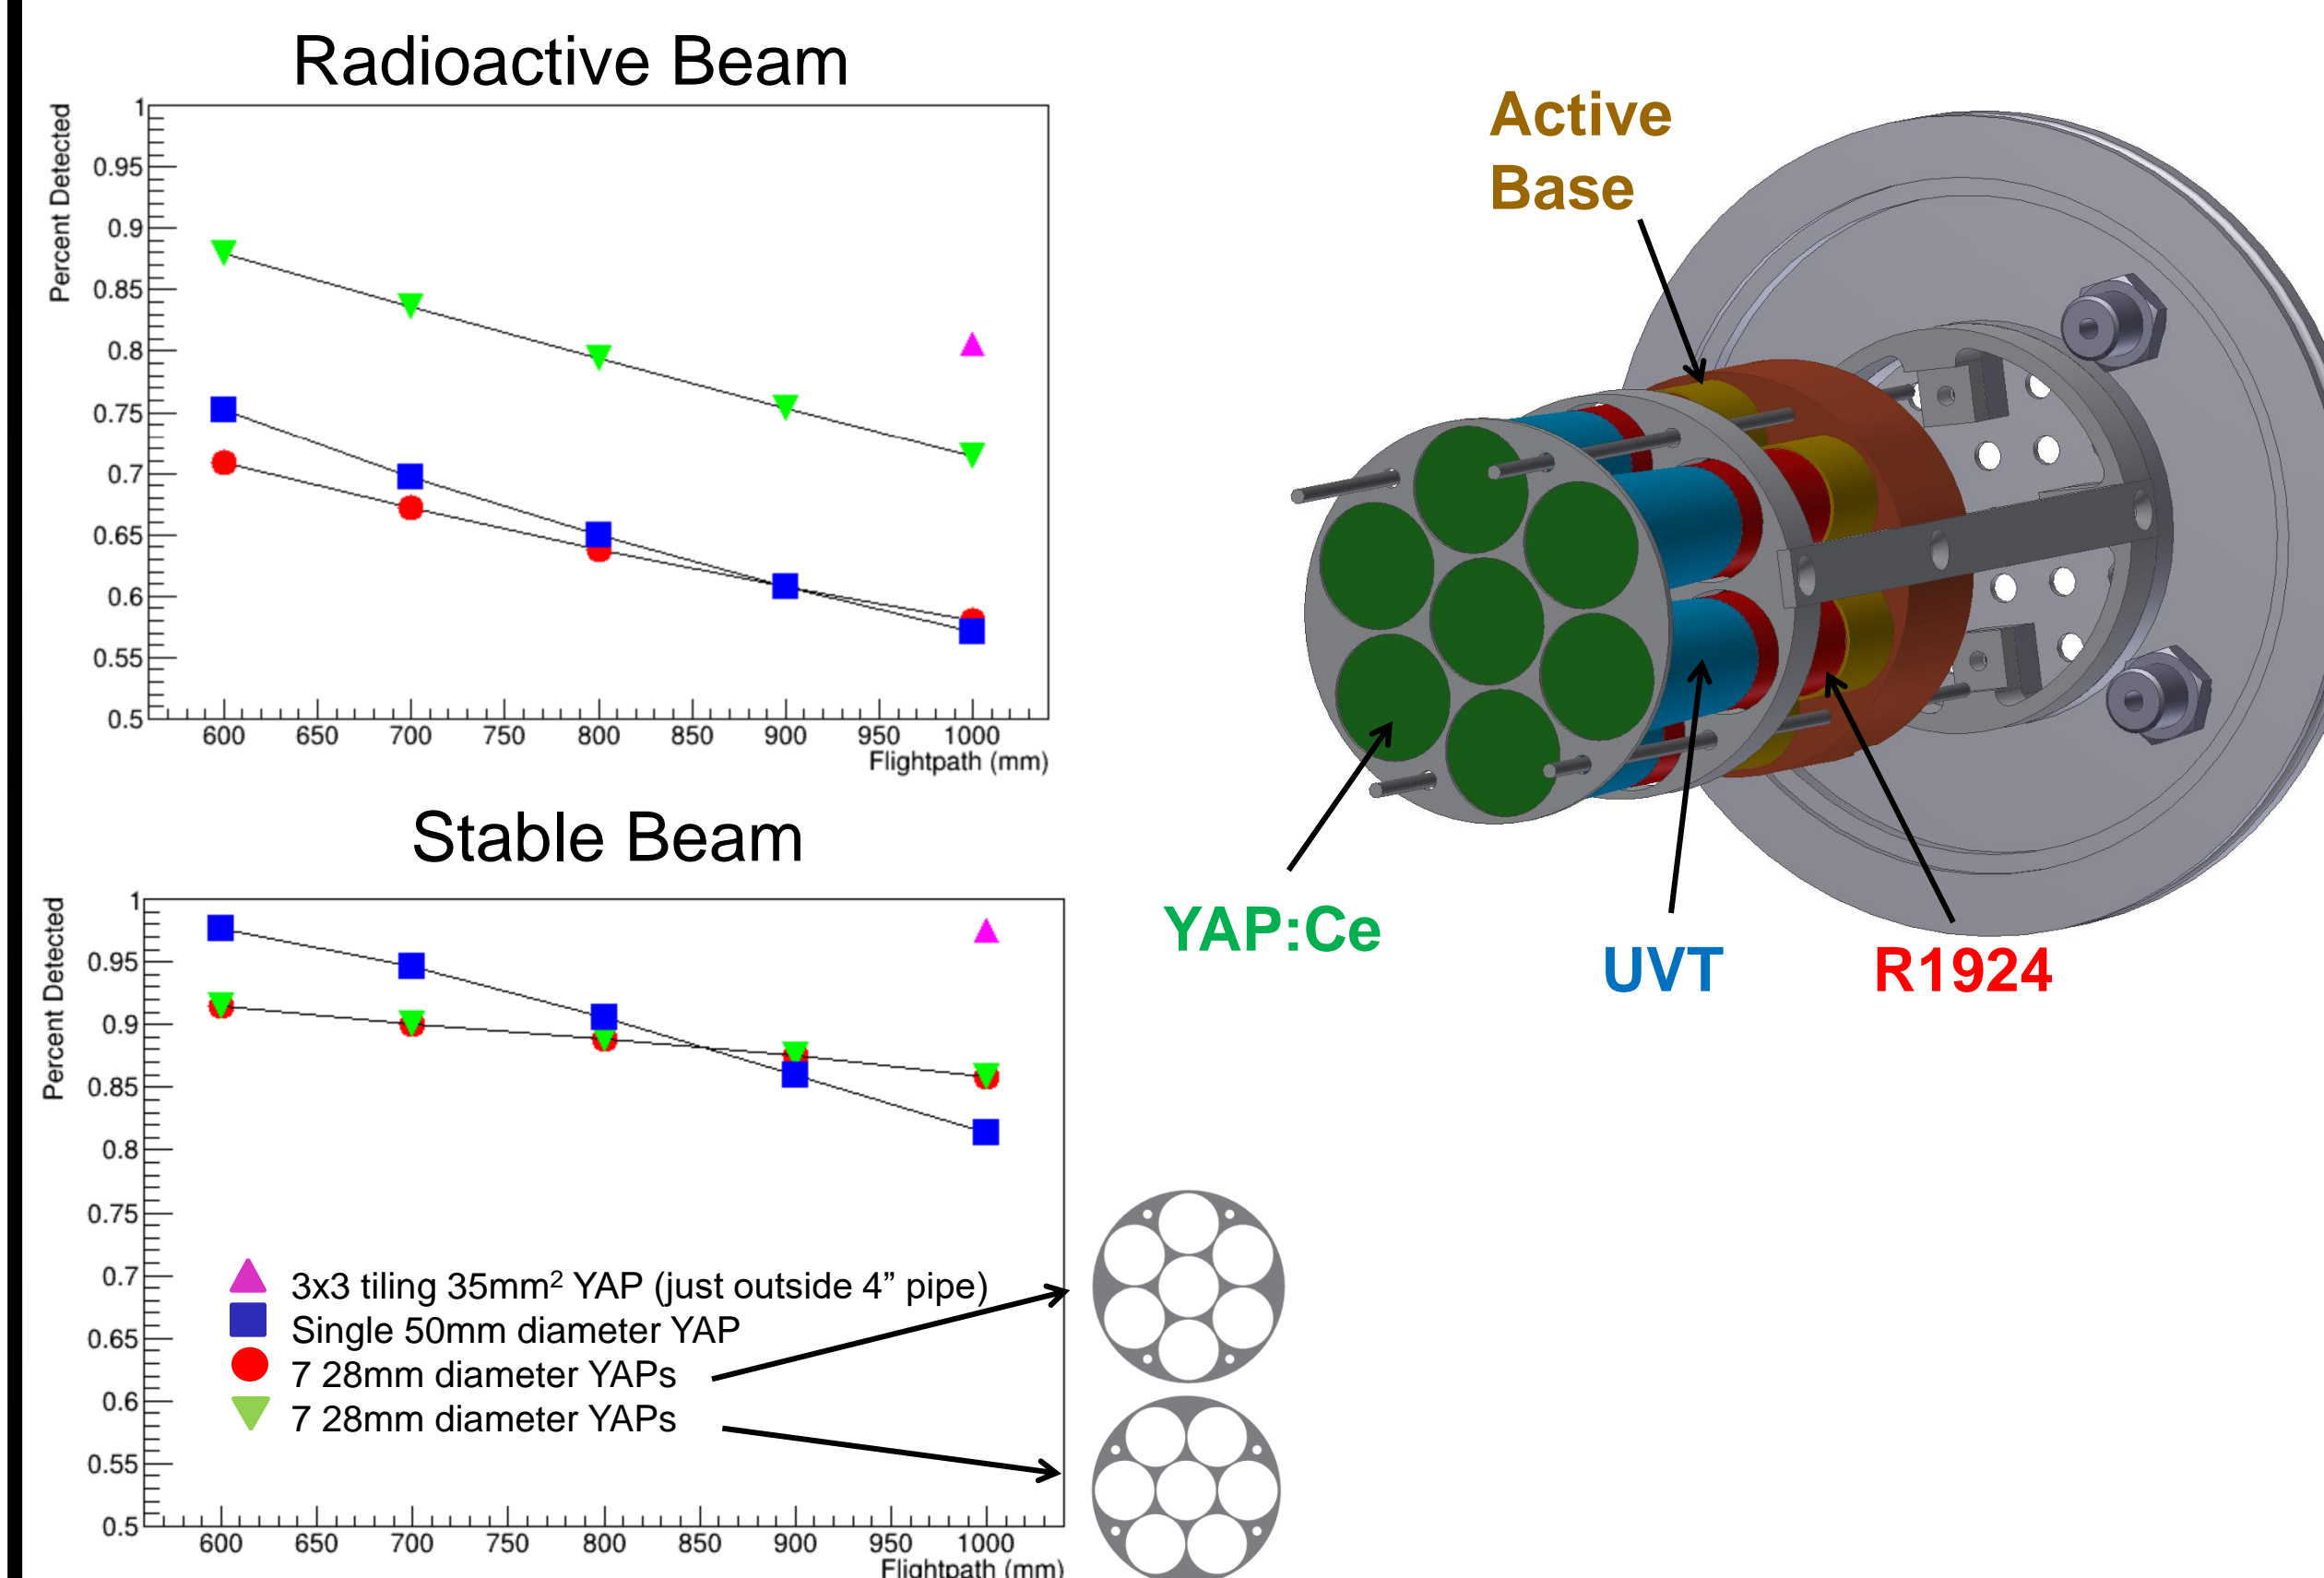 Radioactive Beam
Percent Detected
1
0.95
0.9
0.85
0.8
0.75
0.7
0.65
0.6
0.55
0.5
600 650 700 750 800 850 900 950 1000
Flightpath (mm)
Active
Base
YAP:Ce
UVT
R1924
Stable Beam
Percent Detected
1
0.95
0.9
0.85
0.8
0.75
0.7
0.65
0.6
0.55
0.5
3x3 tiling 35mm² YAP (just outside 4” pipe)
Single 50mm diameter YAP
7 28mm diameter YAPs
7 28mm diameter YAPs
600 650 700 750 800 850 900 950 1000
Flightpath (mm)